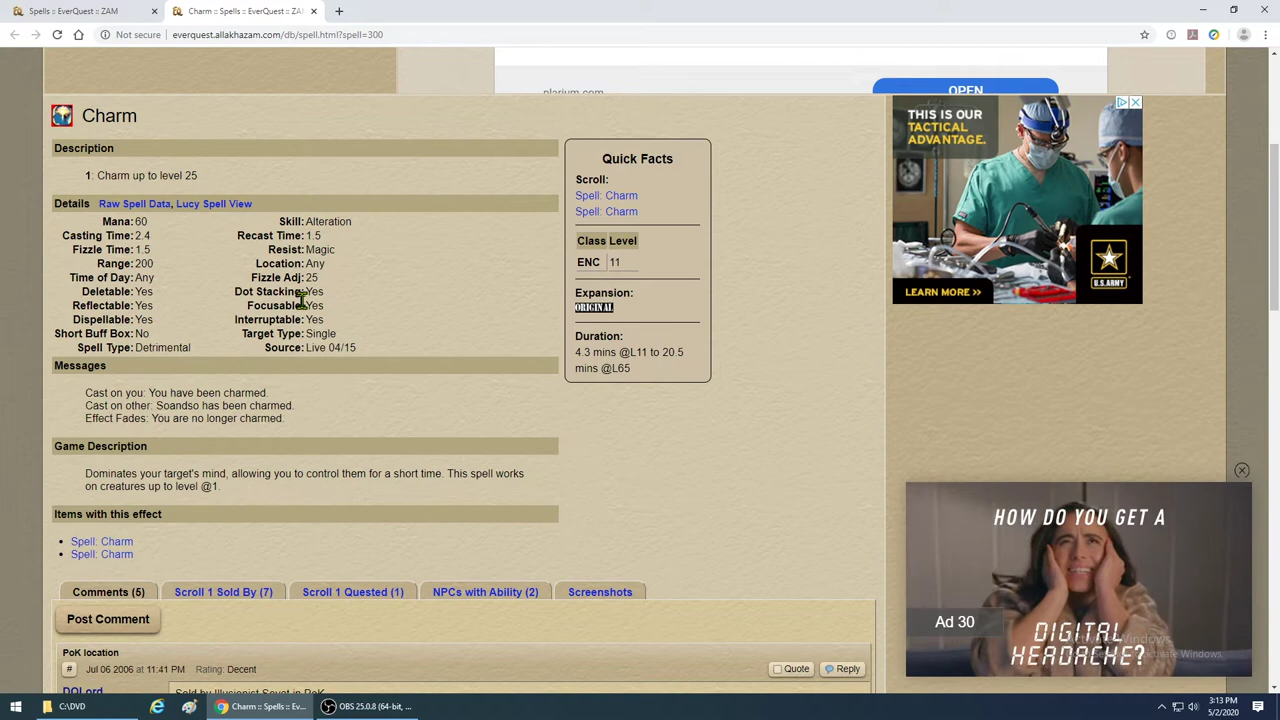 Spells :: EverQuest :: ZAM
Charm :: Spells :: EverQuest :: ZAM
Not secure
everquest.allakhazam.com/db/spell.html?spell=300
plarium.com
OPEN
Charm
Description
1: Charm up to level 25
Details Raw Spell Data, Lucy Spell View
Mana: 60 Skill: Alteration
Casting Time: 2.4 Recast Time: 1.5
Fizzle Time: 1.5 Resist: Magic
Range: 200 Location: Any
Time of Day: Any Fizzle Adj: 25
Deletable: Yes Dot Stacking: Yes
Reflectable: Yes Focusable: Yes
Dispellable: Yes Interruptable: Yes
Short Buff Box: No Target Type: Single
Spell Type: Detrimental Source: Live 04/15
Messages
Cast on you: You have been charmed.
Cast on other: Soandso has been charmed.
Effect Fades: You are no longer charmed.
Game Description
Dominates your target's mind, allowing you to control them for a short time. This spell works
on creatures up to level @1.
Items with this effect
Spell: Charm
Spell: Charm
Comments (5) Scroll 1 Sold By (7) Scroll 1 Quested (1) NPCs with Ability (2) Screenshots
Post Comment
PoK location
# Jul 06 2006 at 11:41 PM Rating: Decent
Quote Reply
Quick Facts
Scroll:
Spell: Charm
Spell: Charm
Class Level
ENC 11
Expansion:
ORIGINAL
Duration:
4.3 mins @L11 to 20.5
mins @L65
THIS IS OUR
TACTICAL
ADVANTAGE.
LEARN MORE >>
U.S.ARMY
HOW DO YOU GET A
Ad 30
DIGITAL
HEADACHE?
Activate Windows
C:\DVD
Charm :: Spells :: Ev...
OBS 25.0.8 (64-bit, ...
3:13 PM
5/2/2020